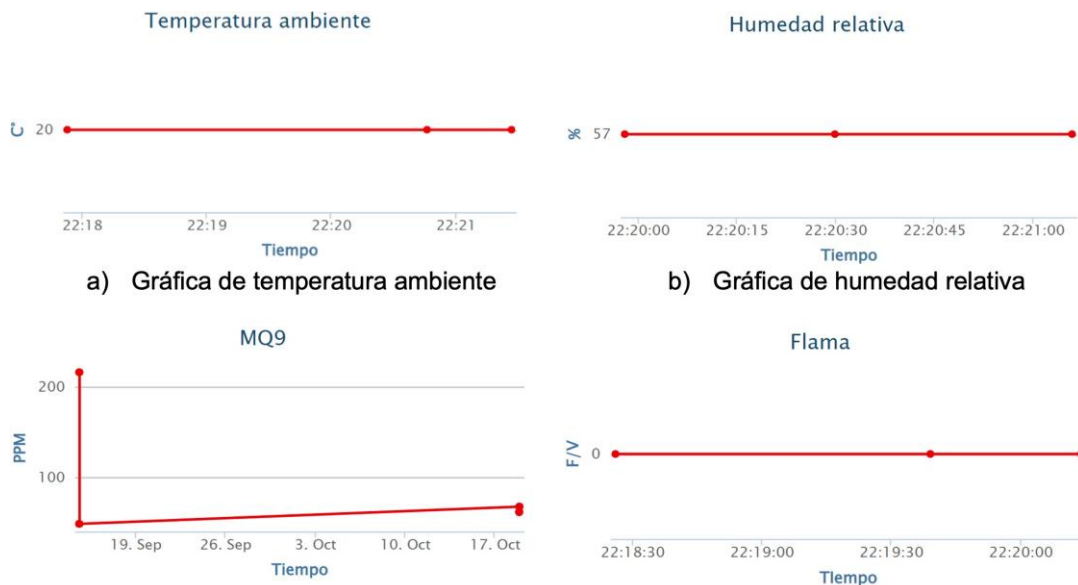 Temperatura ambiente
C°
20
22:18 22:19 22:20 22:21
Tiempo
a) Gráfica de temperatura ambiente
Humedad relativa
%
57
22:20:00 22:20:15 22:20:30 22:20:45 22:21:00
Tiempo
b) Gráfica de humedad relativa
MQ9
PPM
200
100
19. Sep 26. Sep 3. Oct 10. Oct 17. Oct
Tiempo
Flama
F/V
0
22:18:30 22:19:00 22:19:30 22:20:00
Tiempo